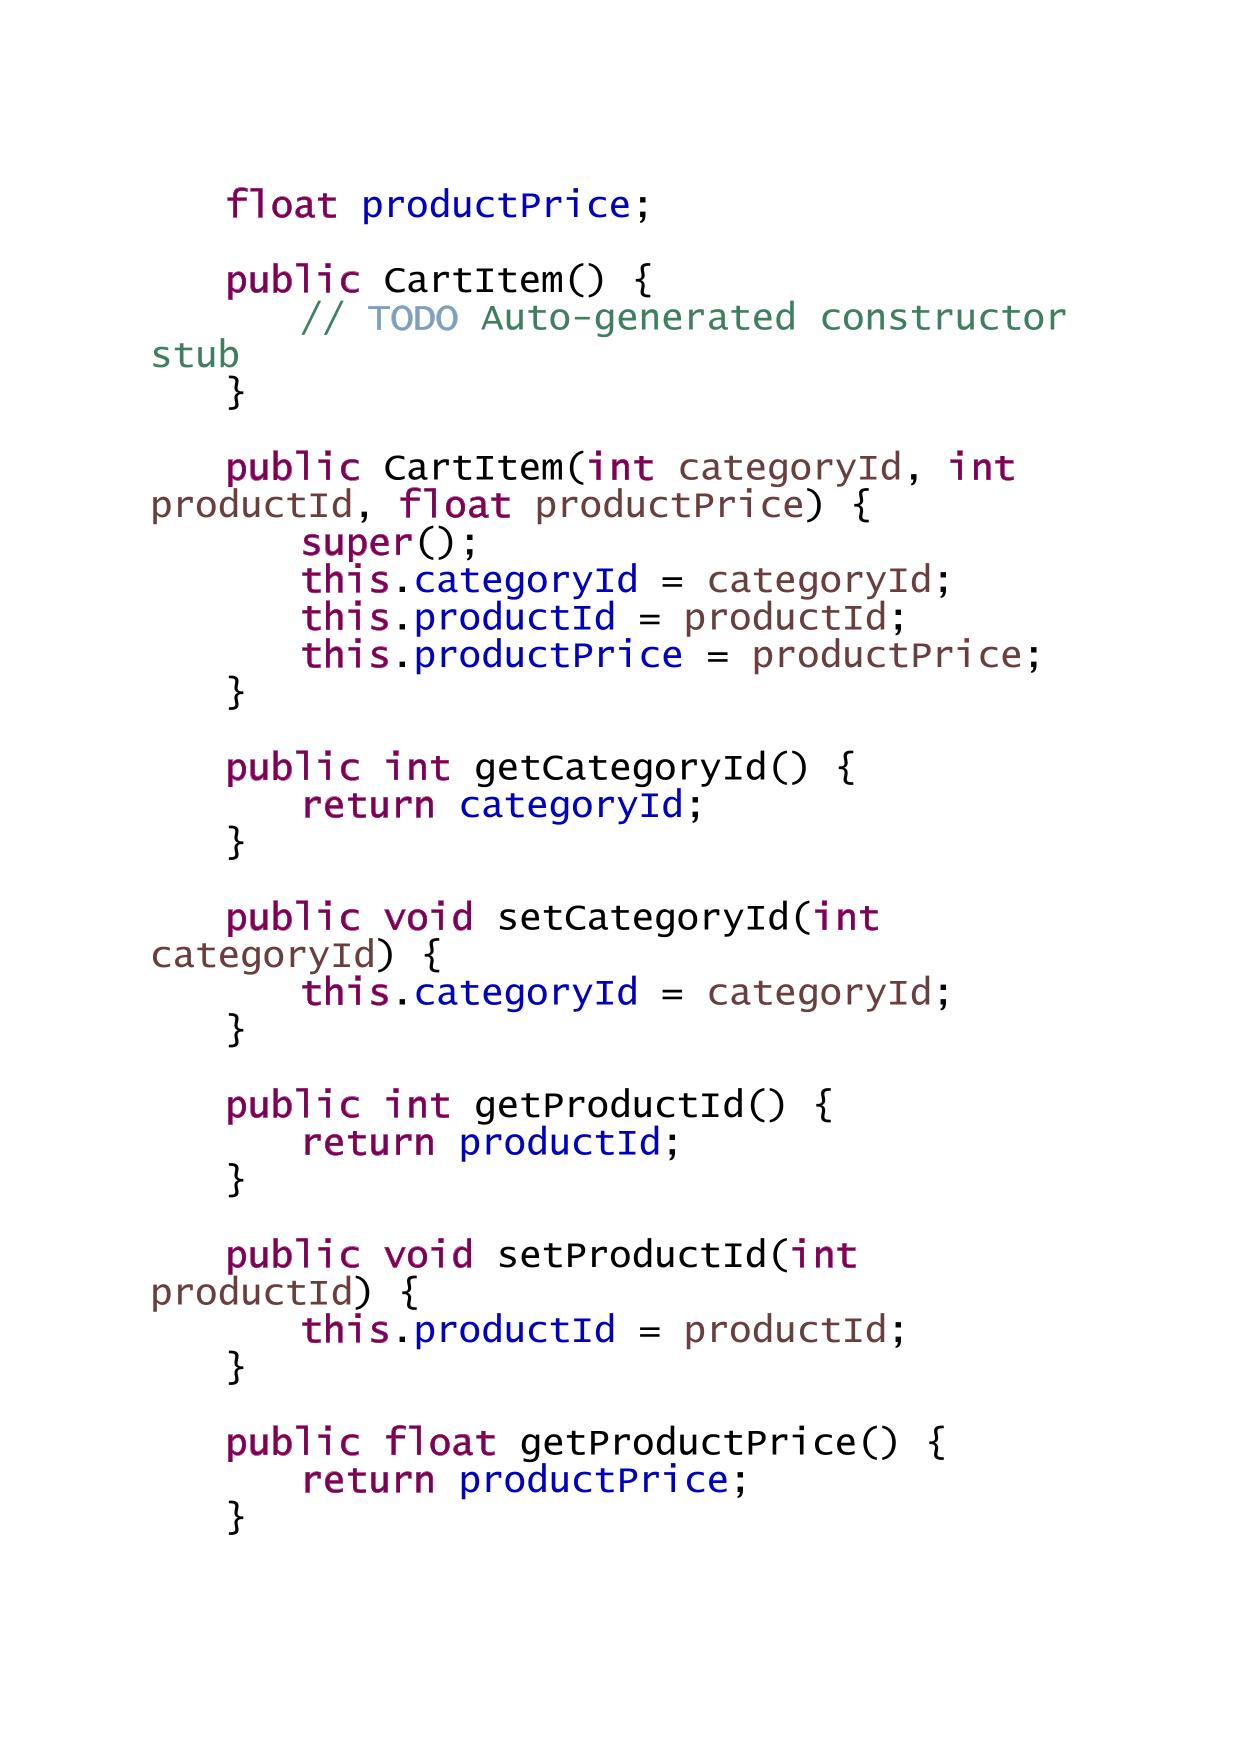 float productPrice;
public CartItem() {
// TODO Auto-generated constructor
stub
}
public CartItem(int categoryId, int
productId, float productPrice) {
super();
this.categoryId = categoryId;
this.productId = productId;
this.productPrice = productPrice;
}
public int getCategoryId() {
return categoryId;
}
public void setCategoryId(int
categoryId) {
this.categoryId = categoryId;
}
public int getProductId() {
return productId;
}
public void setProductId(int
productId) {
this.productId = productId;
}
public float getProductPrice() {
return productPrice;
}